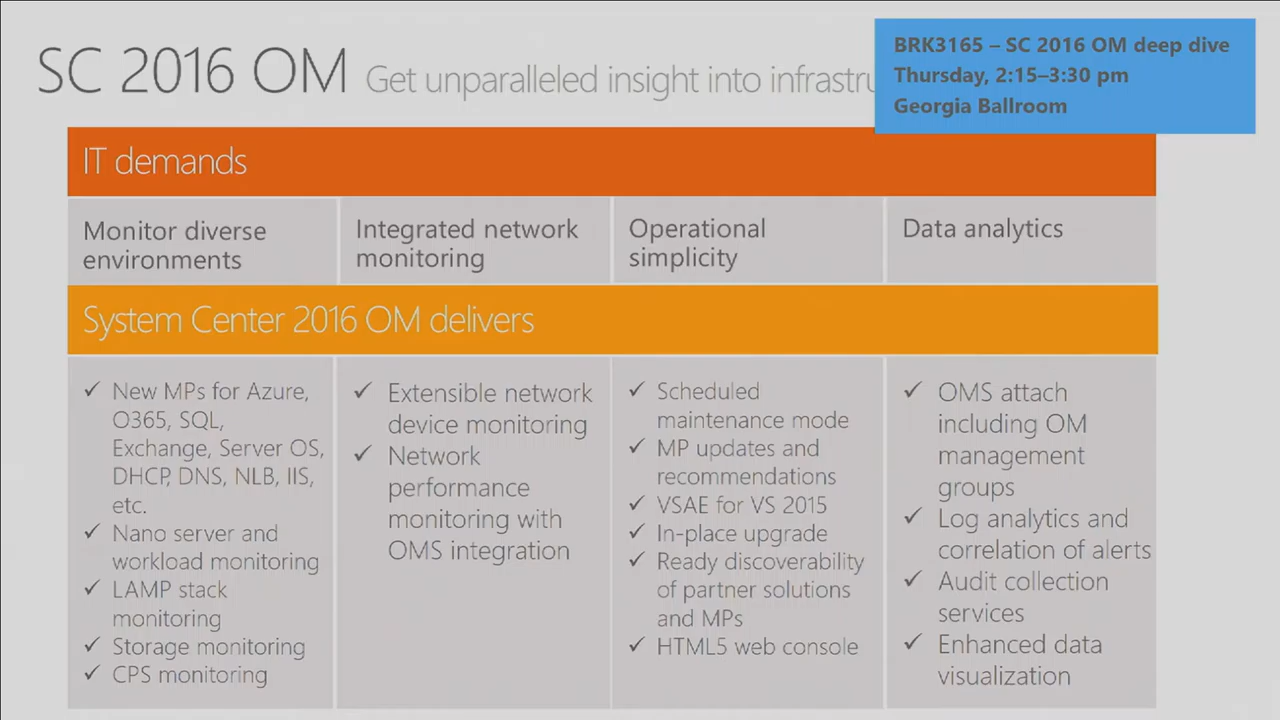 SC 2016 OM Get unparalleled insight into infrastru
BRK3165 – SC 2016 OM deep dive
Thursday, 2:15–3:30 pm
Georgia Ballroom
IT demands
Monitor diverse
environments
Integrated network
monitoring
Operational
simplicity
Data analytics
System Center 2016 OM delivers
✓ New MPs for Azure,
O365, SQL,
Exchange, Server OS,
DHCP, DNS, NLB, IIS,
etc.
✓ Nano server and
workload monitoring
✓ LAMP stack
monitoring
✓ Storage monitoring
✓ CPS monitoring
✓ Extensible network
device monitoring
✓ Network
performance
monitoring with
OMS integration
✓ Scheduled
maintenance mode
✓ MP updates and
recommendations
✓ VSAE for VS 2015
✓ In-place upgrade
✓ Ready discoverability
of partner solutions
and MPs
✓ HTML5 web console
✓ OMS attach
including OM
management
groups
✓ Log analytics and
correlation of alerts
✓ Audit collection
services
✓ Enhanced data
visualization